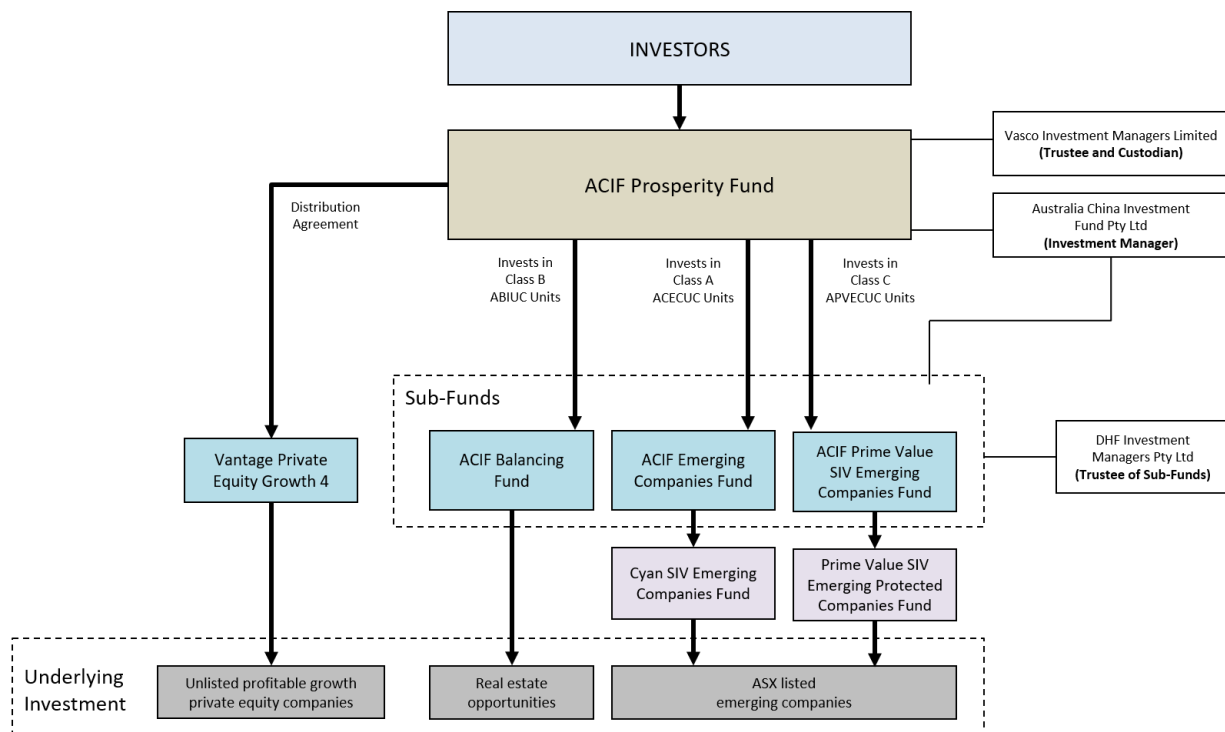 INVESTORS
ACIF Prosperity Fund
Vasco Investment Managers Limited
(Trustee and Custodian)
Australia China Investment
Fund Pty Ltd
(Investment Manager)
Distribution
Agreement
Invests in
Class B
ABIUC Units
Invests in
Class A
ACECUC Units
Invests in
Class C
APVECUC Units
Sub-Funds
Vantage Private
Equity Growth 4
ACIF Balancing
Fund
ACIF Emerging
Companies Fund
ACIF Prime Value
SIV Emerging
Companies Fund
DHF Investment
Managers Pty Ltd
(Trustee of Sub-Funds)
Cyan SIV Emerging
Companies Fund
Prime Value SIV
Emerging Protected
Companies Fund
Underlying
Investment
Unlisted profitable growth
private equity companies
Real estate
opportunities
ASX listed
emerging companies